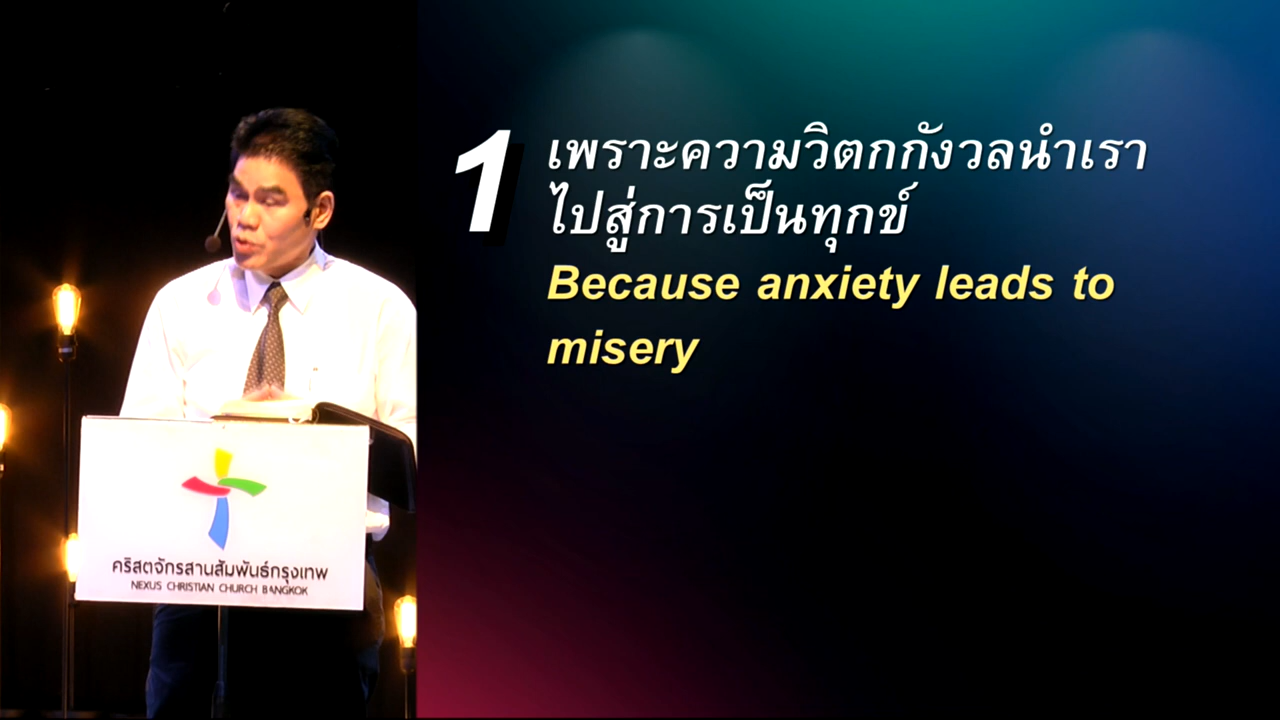 1
เพราะความวิตกกังวลนำเรา
ไปสู่การเป็นทุกข์
Because anxiety leads to
misery
คริสตจักรสานสัมพันธ์กรุงเทพ
NEXUS CHRISTIAN CHURCH BANGKOK